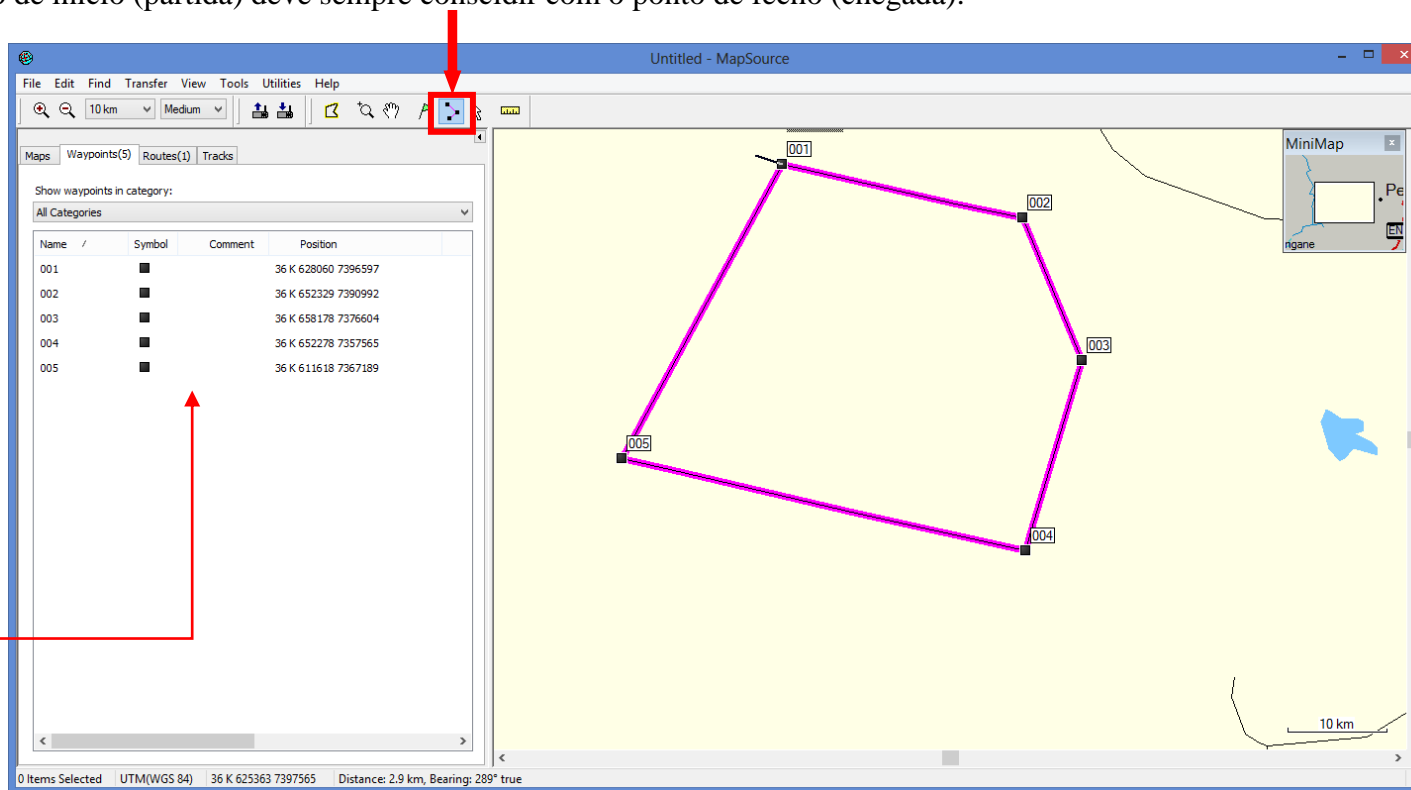 o de início (partida) deve sempre conscidir com o ponto de fecho (chegada).
Untitled - MapSource
File Edit Find Transfer View Tools Utilities Help
10 km Medium
Maps Waypoints(5) Routes(1) Tracks
Show waypoints in category:
All Categories
Name / Symbol Comment Position
001 36 K 628060 7396597
002 36 K 652329 7390992
003 36 K 658178 7376604
004 36 K 652278 7357565
005 36 K 611618 7367189
001
002
003
004
005
MiniMap
Pe
EN
rigane
10 km
0 Items Selected UTM(WGS 84) 36 K 625363 7397565 Distance: 2.9 km, Bearing: 289° true